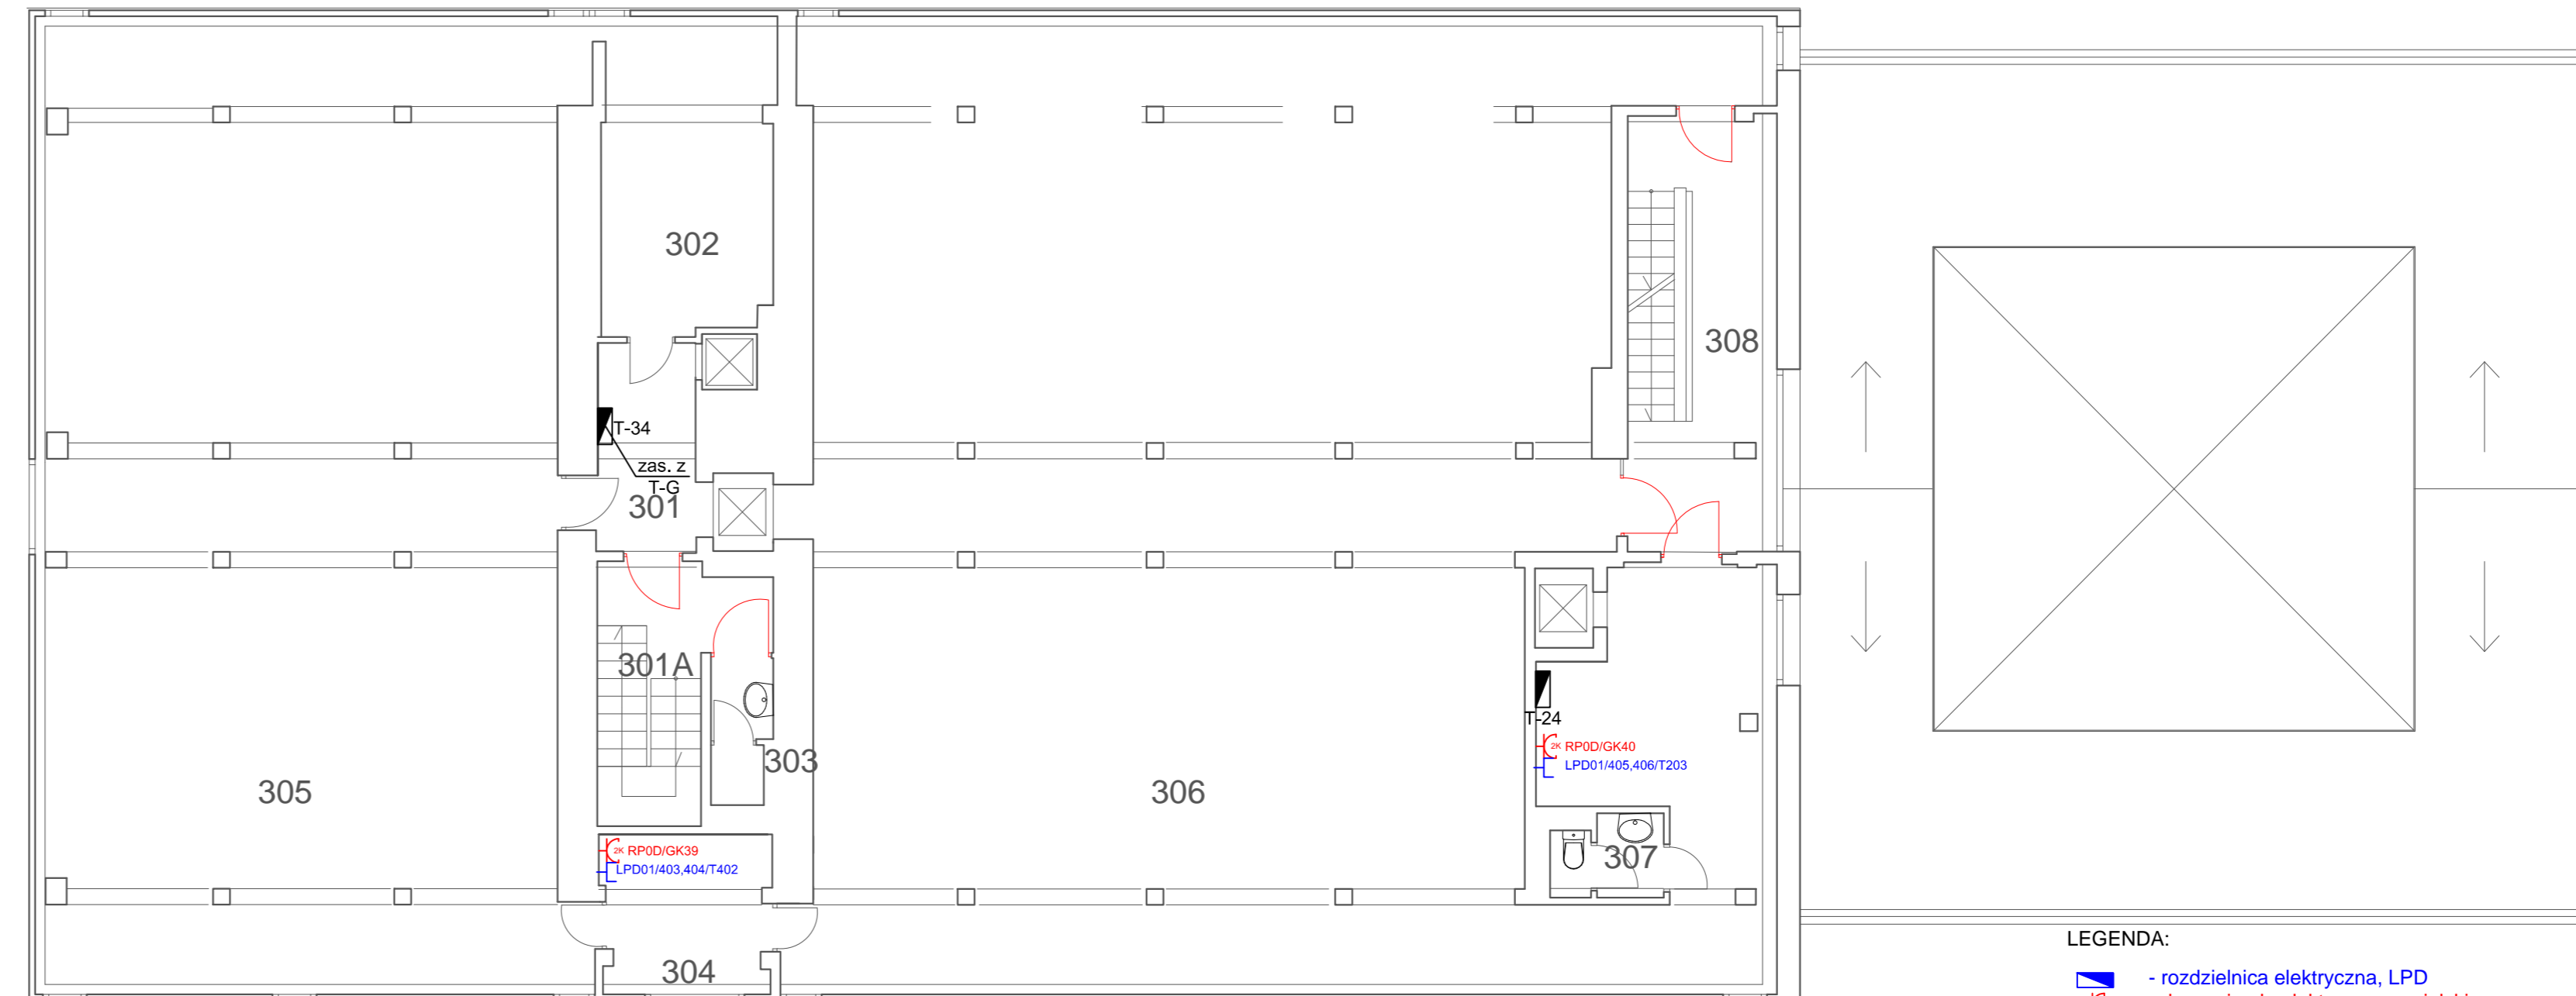 302
308
T-34
zas. z
T-G
301
301A
T-24
2K RP0D/GK40
LPD01/405,406/T203
303
305
306
2K RP0D/GK39
LPD01/403,404/T402
307
304
LEGENDA:
- rozdzielnica elektryczna, LPD